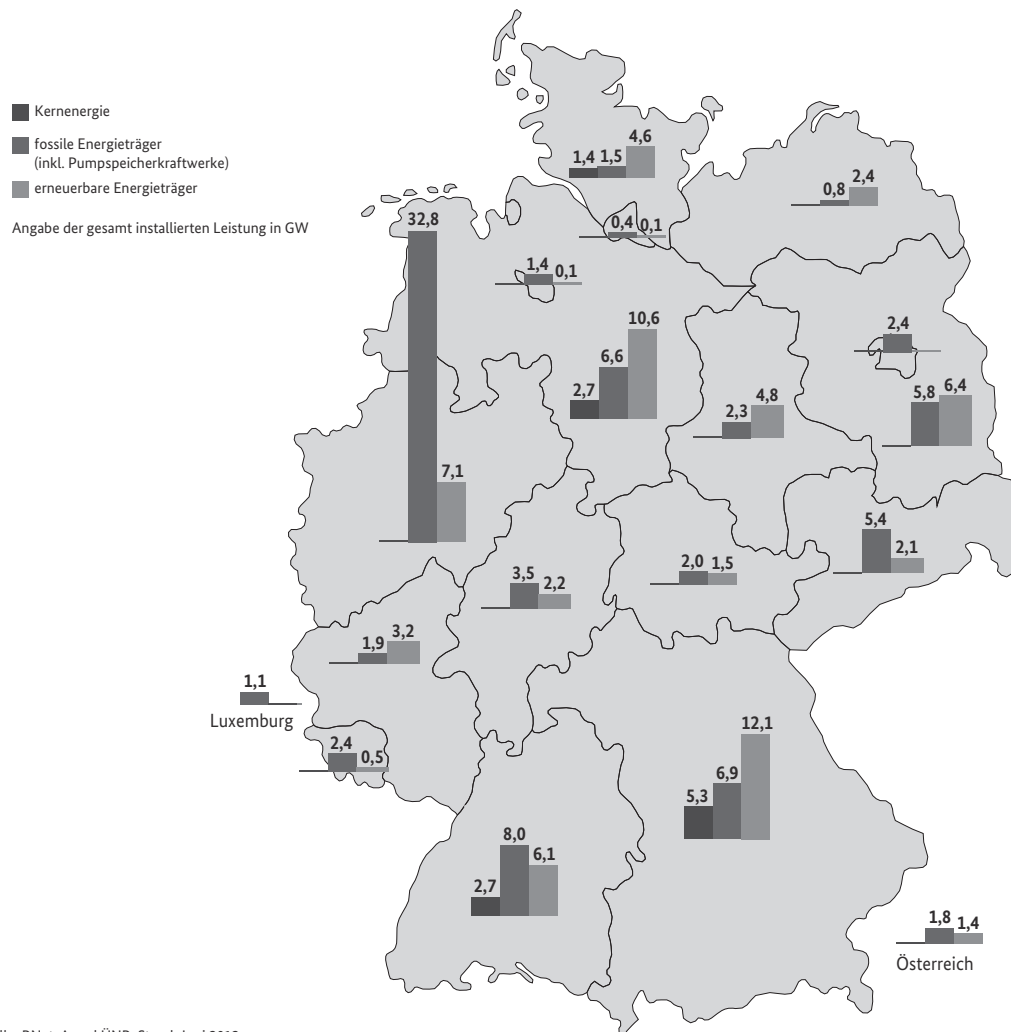 Kernenergie
fossile Energieträger
(inkl. Pumpspeicherkraftwerke)
erneuerbare Energieträger
Angabe der gesamt installierten Leistung in GW
1,4 1,5 4,6
0,8 2,4
0,4 0,1
32,8 7,1
1,4 0,1
2,4
2,7 6,6 10,6
5,8 6,4
2,3 4,8
5,4 2,1
3,5 2,2
2,0 1,5
1,9 3,2
1,1
Luxemburg
2,4 0,5
5,3 6,9 12,1
2,7 8,0 6,1
1,8 1,4
Österreich